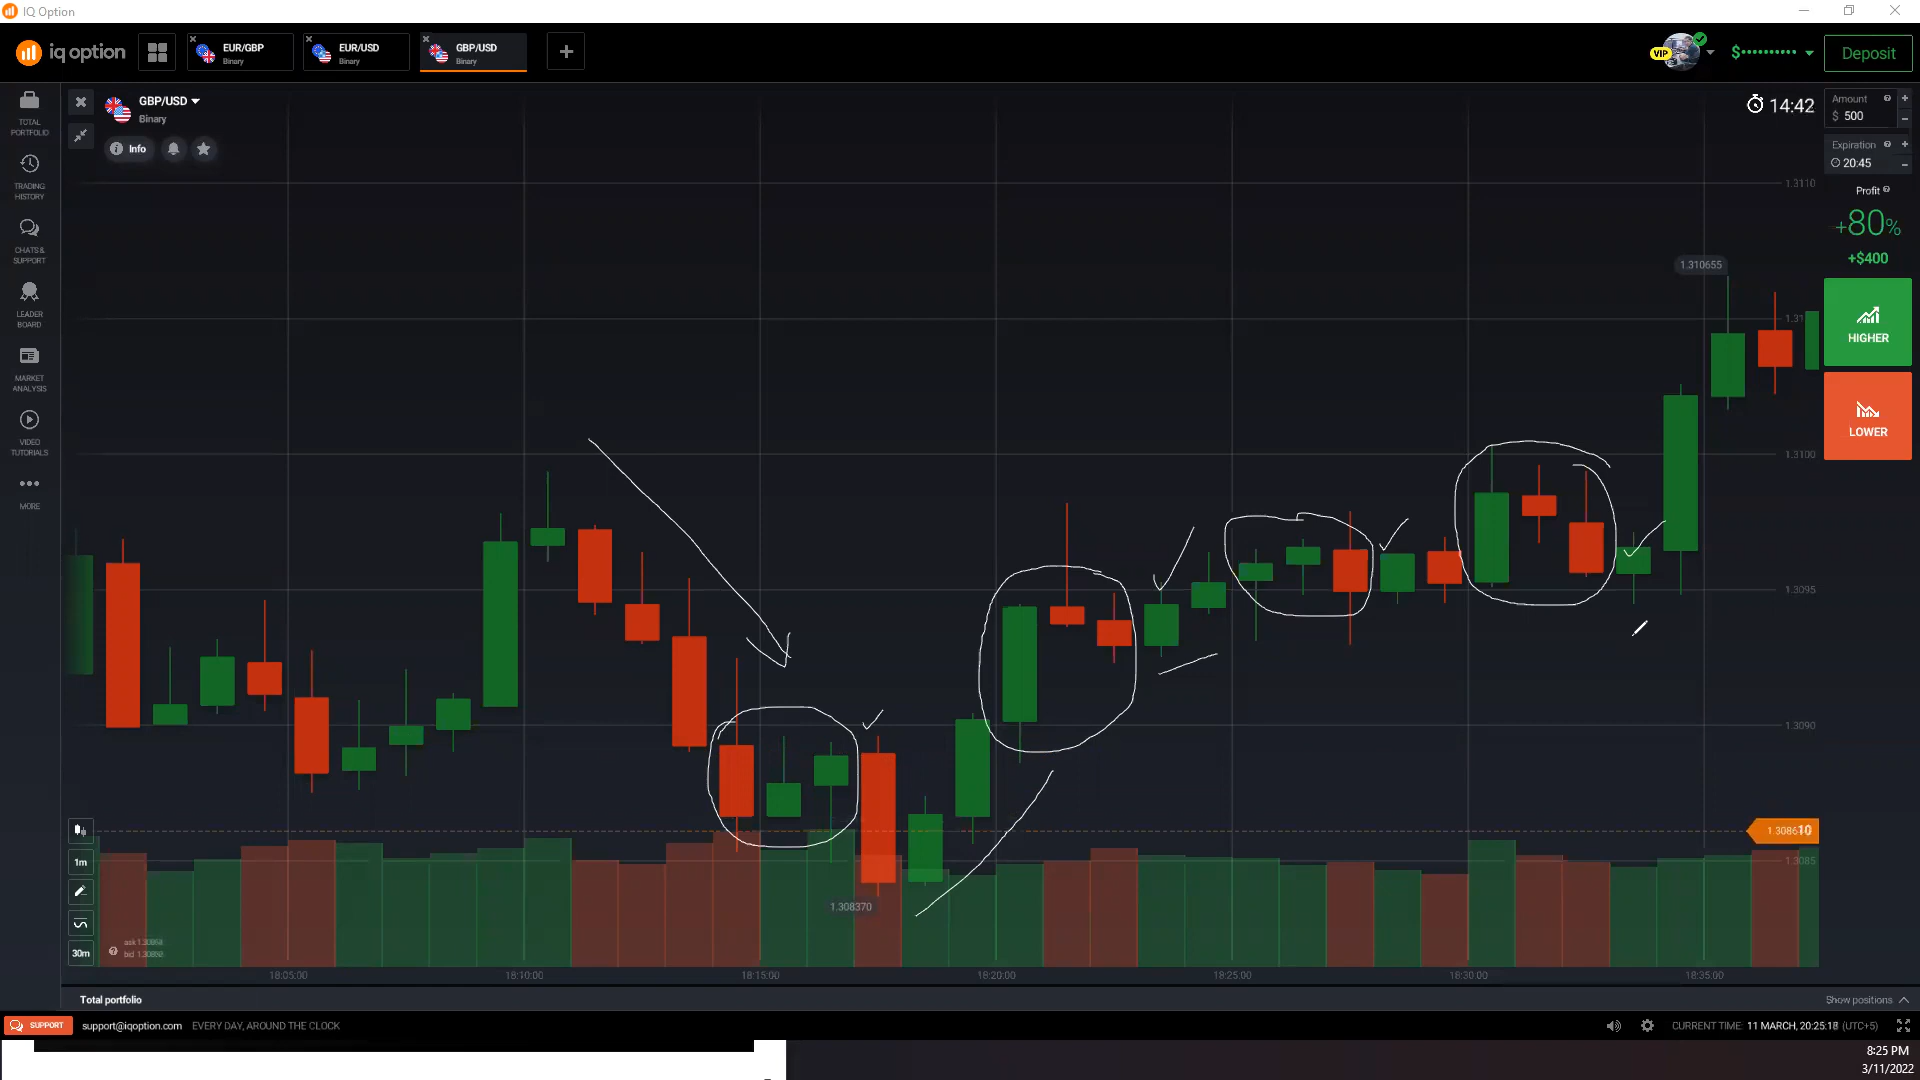 IQ Option
iq option
EUR/GBP
Binary
EUR/USD
Binary
GBP/USD
Binary
VIP
Deposit
TOTAL
PORTFOLIO
TRADING
HISTORY
CHATS &
SUPPORT
LEADER
BOARD
MARKET
ANALYSIS
VIDEO
TUTORIALS
MORE
GBP/USD
Binary
Info
14:42
Amount
$ 500
Expiration
20:45
Profit
+80%
+$400
HIGHER
LOWER
1.3110
1.310655
1.31
1.3100
1.3095
1.3090
1.3085
1.308370
1m
30m
18:05:00
18:10:00
18:15:00
18:20:00
18:25:00
18:30:00
18:35:00
Total portfolio
Show positions
SUPPORT
support@iqoption.com
EVERY DAY, AROUND THE CLOCK
CURRENT TIME: 11 MARCH, 20:25:18 (UTC+5)
8:25 PM
3/11/2022